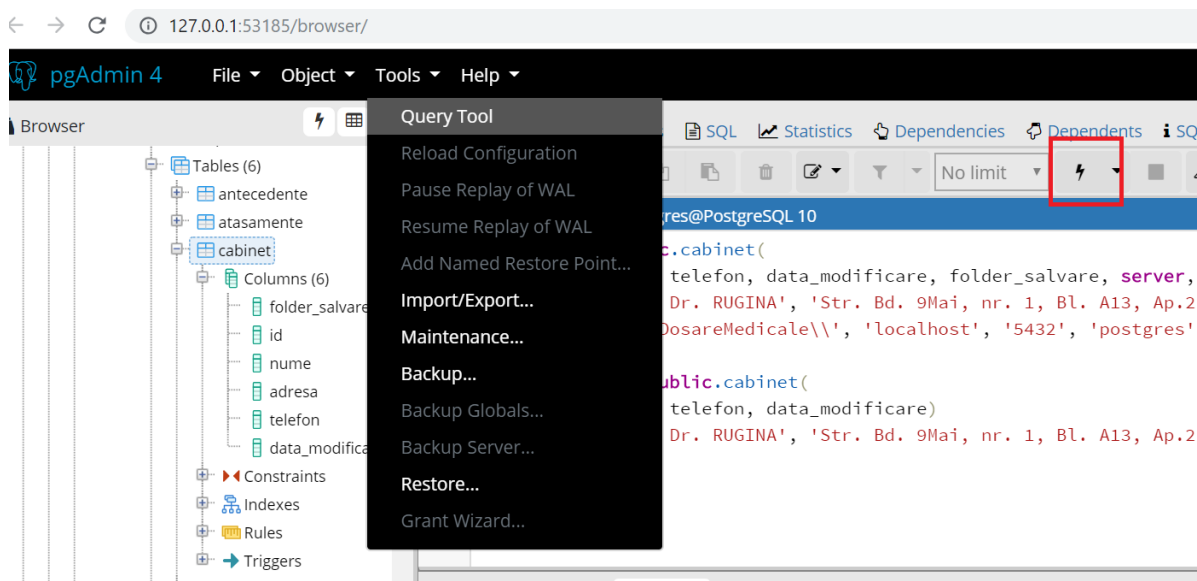 127.0.0.1:53185/browser/
pgAdmin 4 File Object Tools Help
Browser
Tables (6)
antecedente
atasamente
cabinet
Columns (6)
folder_salvare
id
nume
adresa
telefon
data_modifica
Constraints
Indexes
Rules
Triggers
Query Tool
Reload Configuration
Pause Replay of WAL
Resume Replay of WAL
Add Named Restore Point...
Import/Export...
Maintenance...
Backup...
Backup Globals...
Backup Server...
Restore...
Grant Wizard...
SQL Statistics Dependencies Dependents SQ
No limit
res@PostgreSQL 10
c.cabinet(
telefon, data_modificare, folder_salvare, server,
Dr. RUGINA', 'Str. Bd. 9Mai, nr. 1, Bl. A13, Ap.2
DosareMedicale\\', 'localhost', '5432', 'postgres'
ublic.cabinet(
telefon, data_modificare)
Dr. RUGINA', 'Str. Bd. 9Mai, nr. 1, Bl. A13, Ap.2